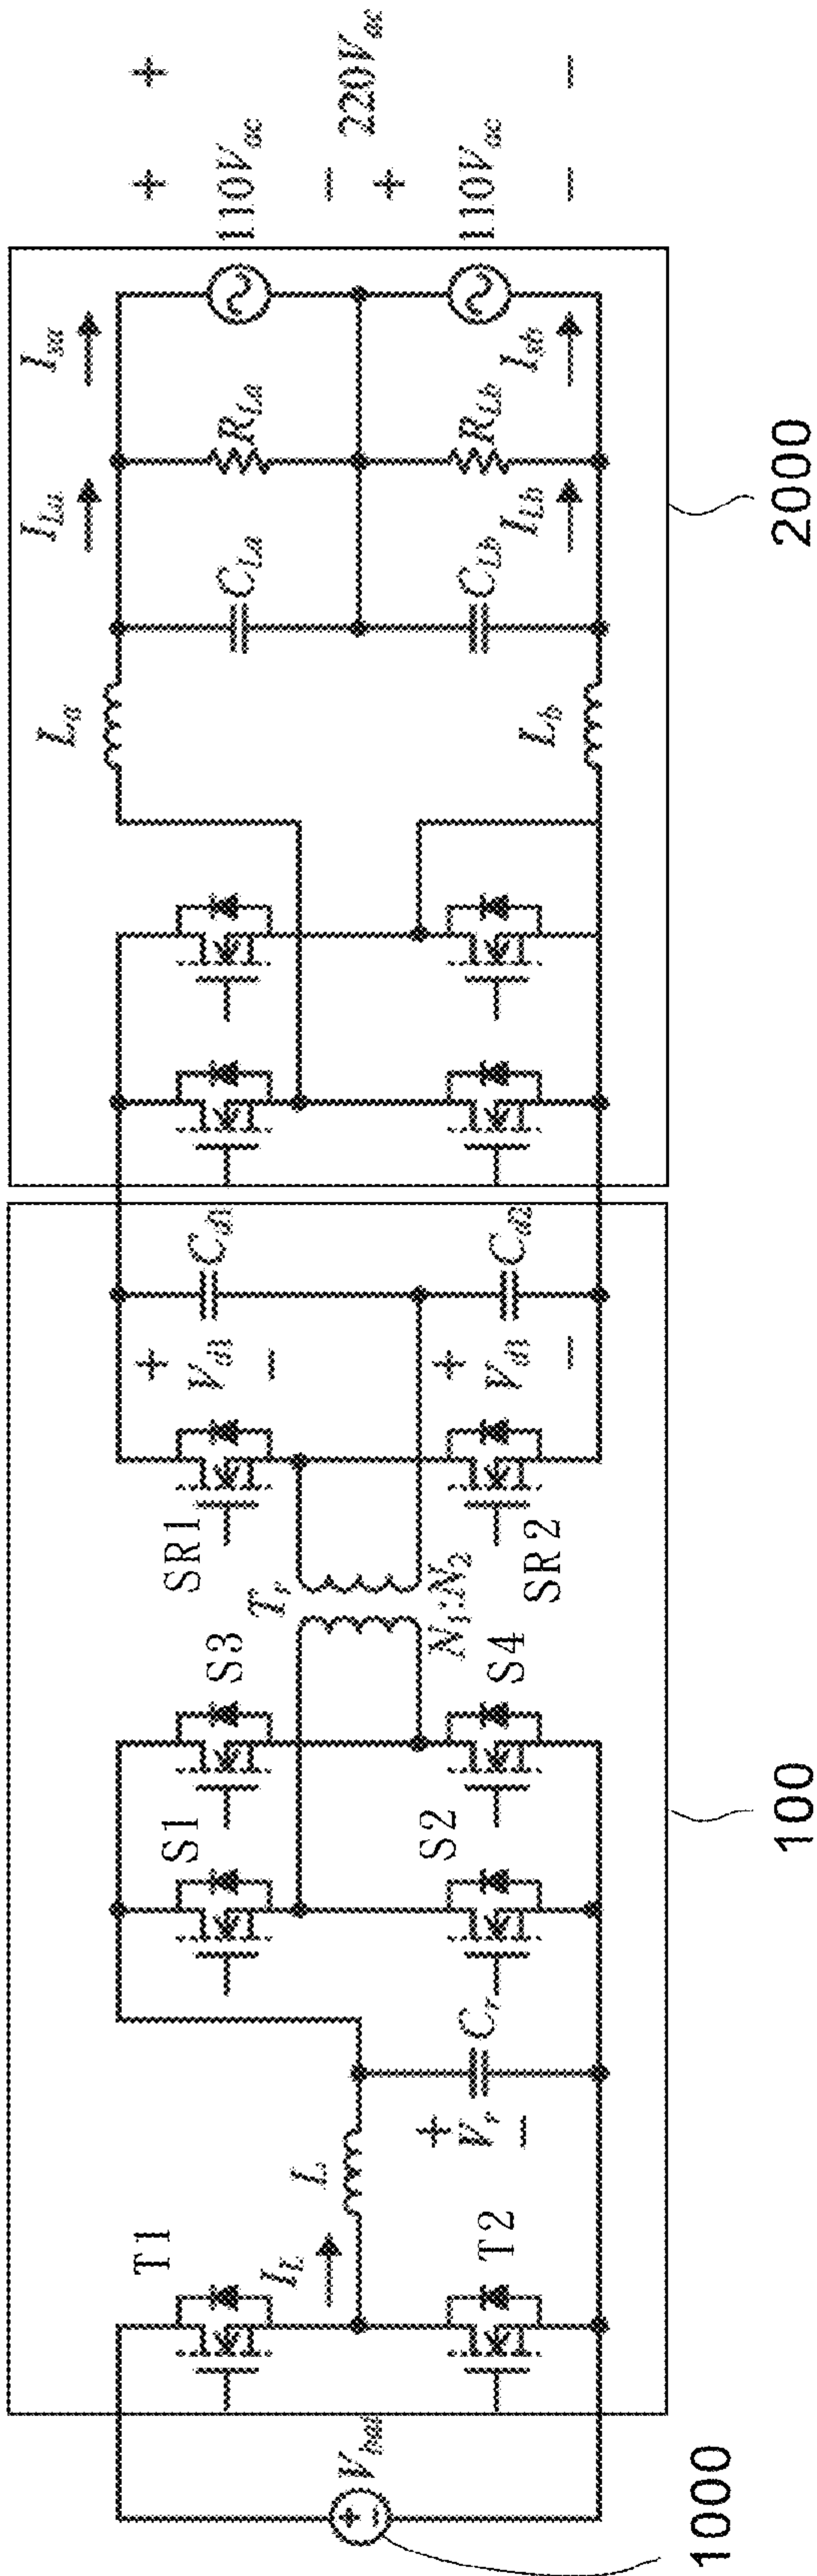 1000
V_bat
T1
T2
I_L
L
V_r
C_r
+
−
S1
S2
S3
S4
T_r
N_1:N_2
SR1
SR2
+
V_d1
−
+
V_d1
−
C_d1
C_d2
100
L_a
L_b
C_La
C_Lb
I_La
I_Lb
R_La
R_Lb
I_sa
I_sb
+
110V_ac
−
+
110V_ac
−
+
220V_ac
−
2000